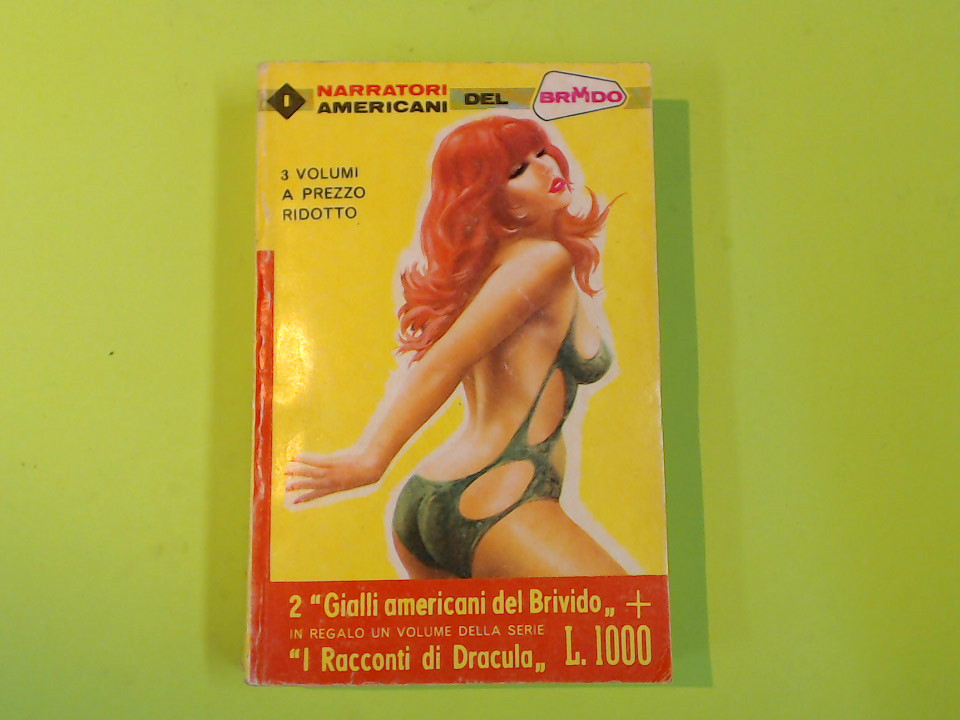 I
NARRATORI
AMERICANI DEL
BRIVIDO
3 VOLUMI
A PREZZO
RIDOTTO
2 "Gialli americani del Brivido„ +
IN REGALO UN VOLUME DELLA SERIE
"I Racconti di Dracula„ L. 1000